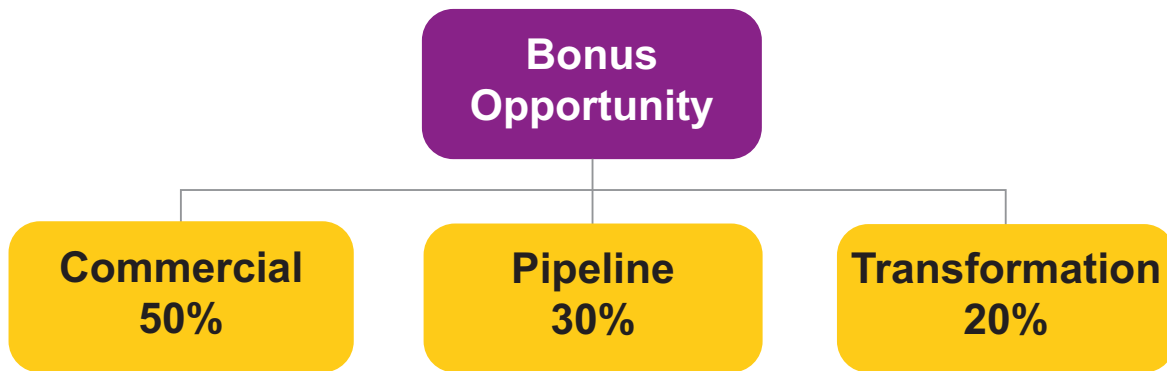 Bonus
Opportunity
Commercial
50%
Pipeline
30%
Transformation
20%